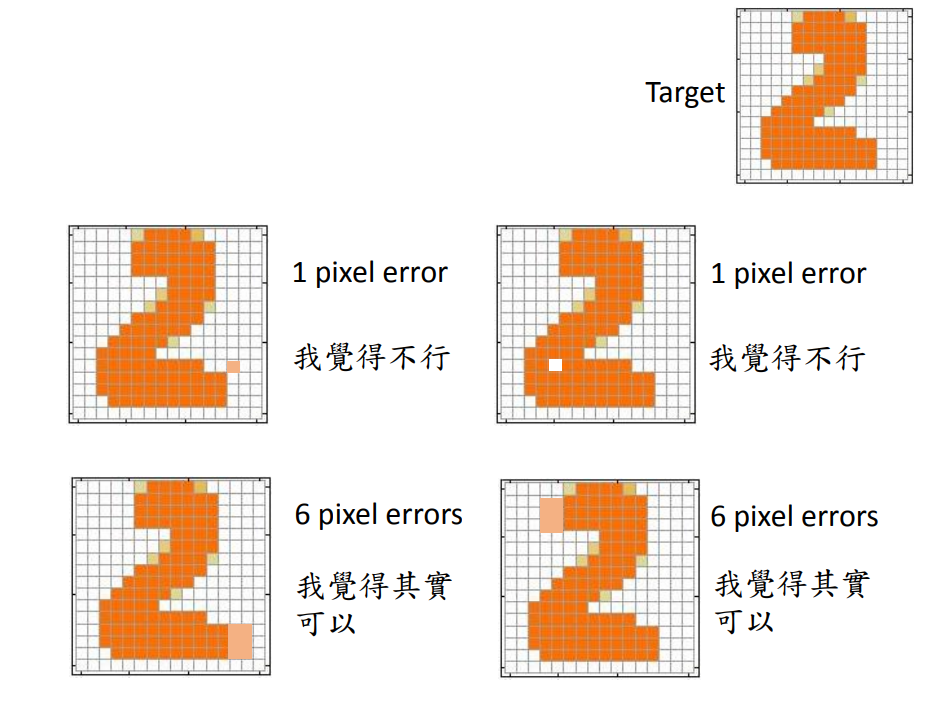 Target
1 pixel error
我覺得不行
1 pixel error
我覺得不行
6 pixel errors
我覺得其實
可以
6 pixel errors
我覺得其實
可以